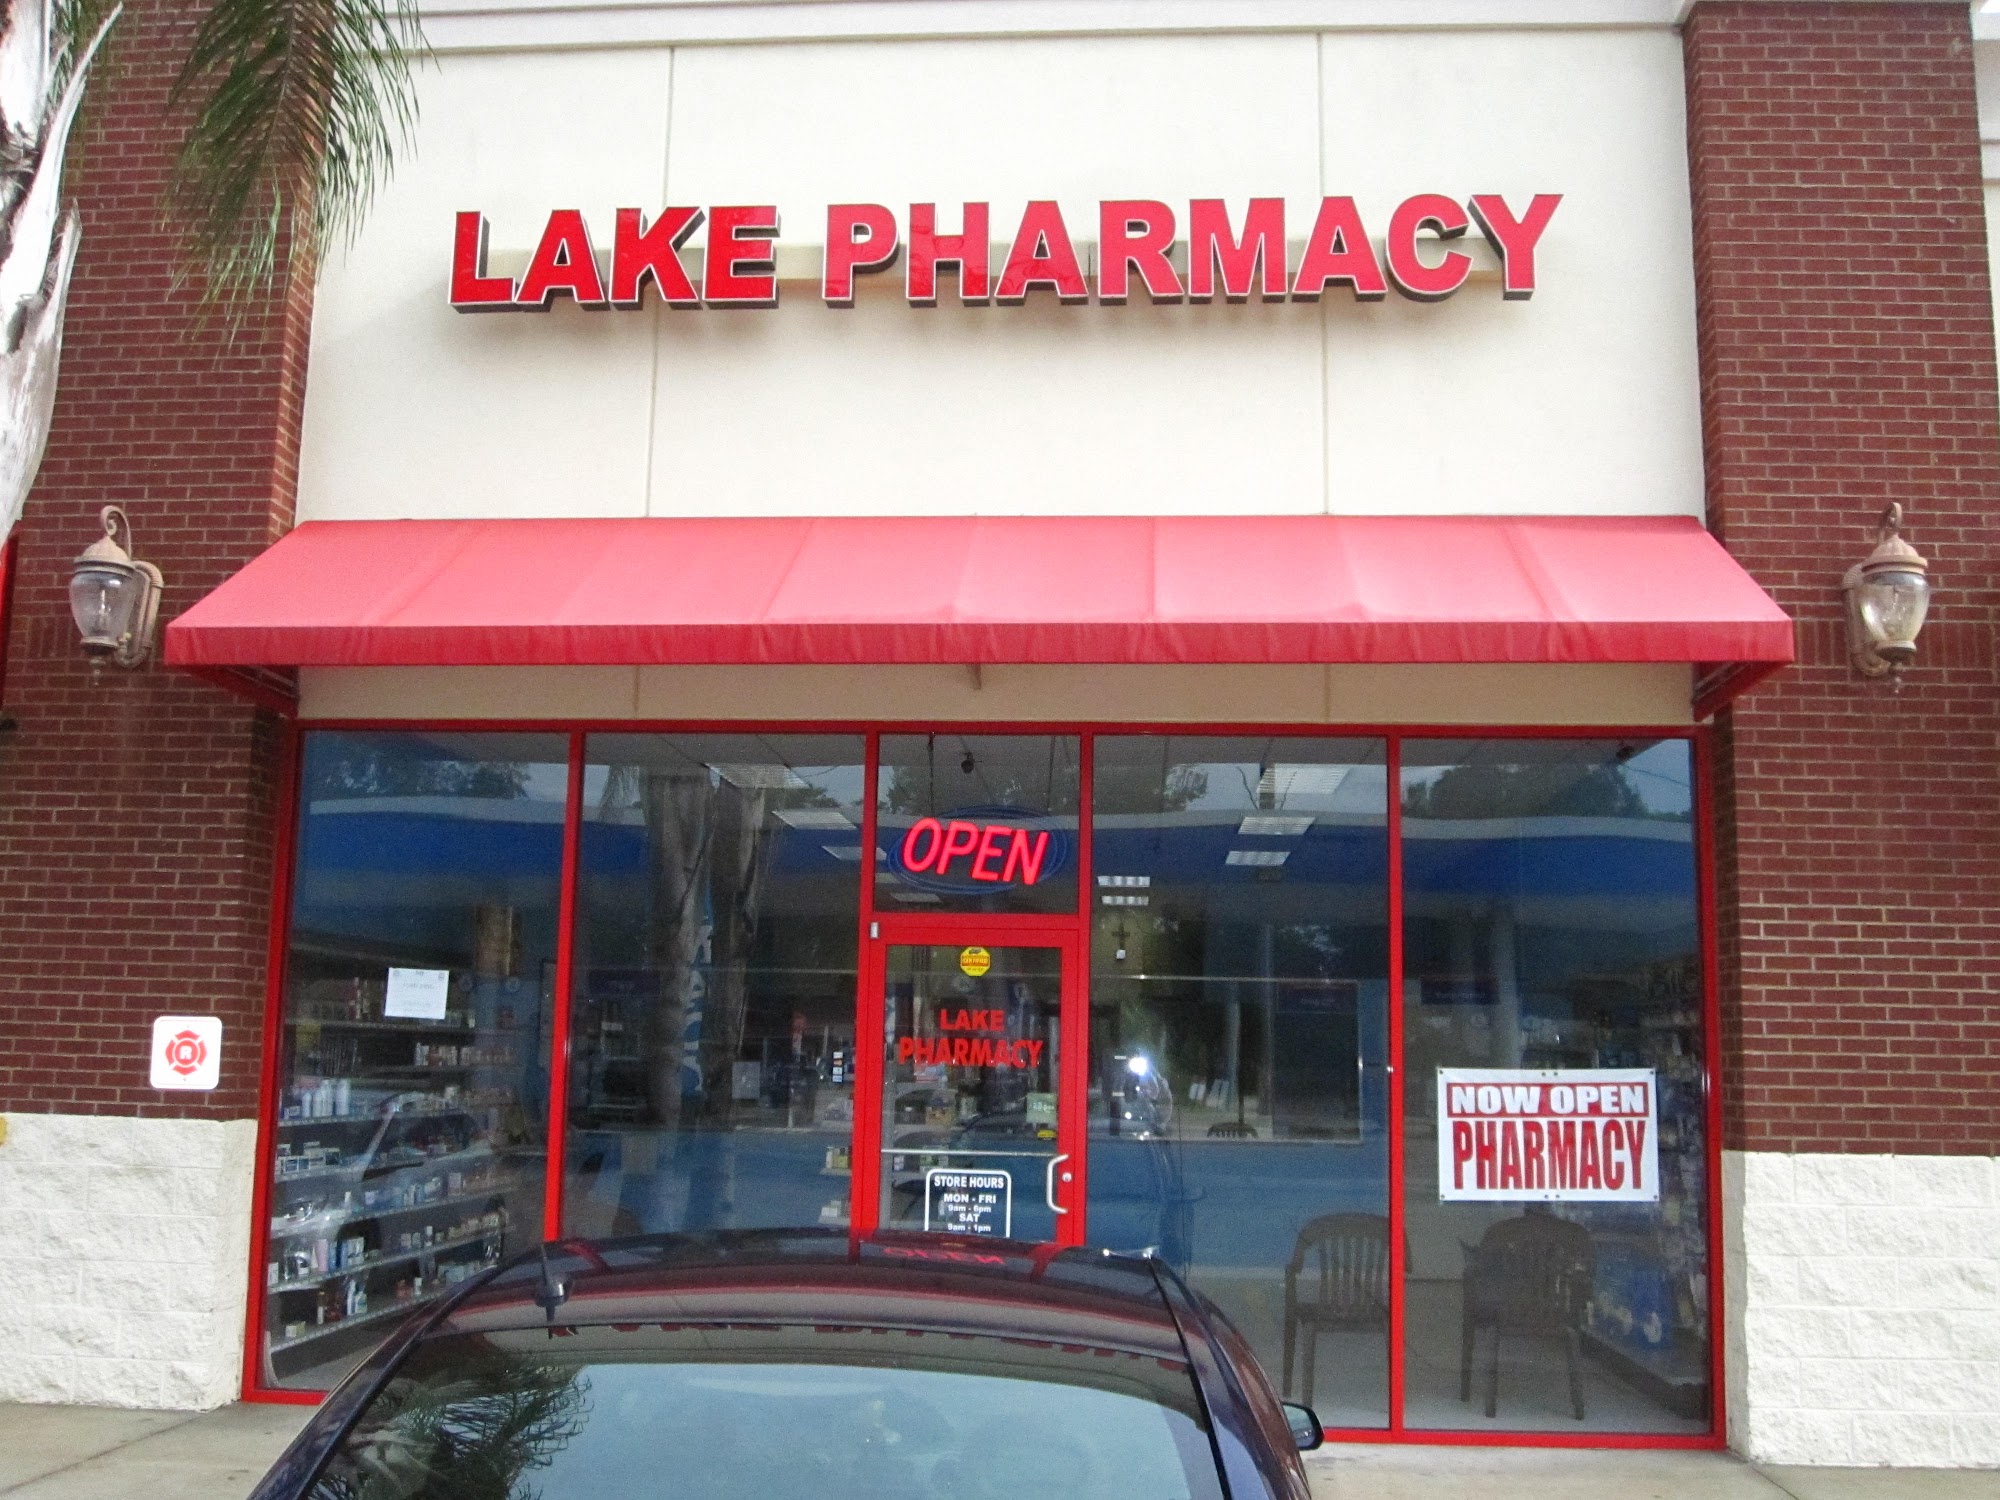 LAKE PHARMACY
OPEN
LAKE
PHARMACY
STORE HOURS
MON - FRI
9am - 6pm
SAT
9am - 1pm
NOW OPEN
PHARMACY
R